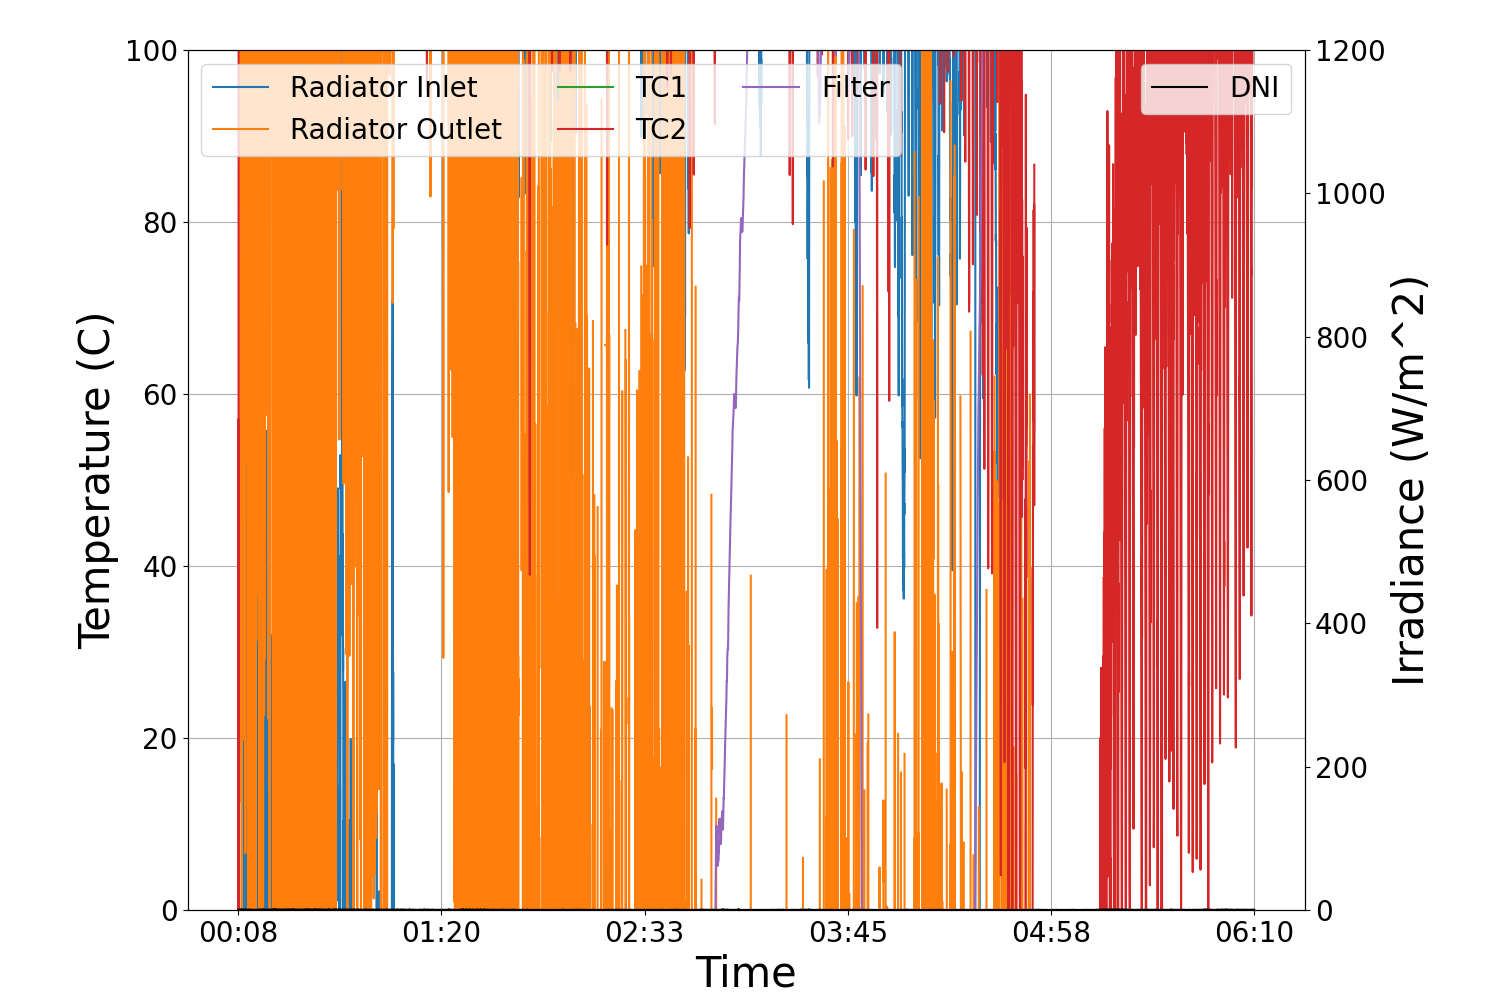 100
80
60
40
20
0
Temperature (C)
Radiator Inlet
Radiator Outlet
TC1
TC2
Filter
DNI
1200
1000
800
600
400
200
0
Irradiance (W/m^2)
00:08
01:20
02:33
03:45
04:58
06:10
Time